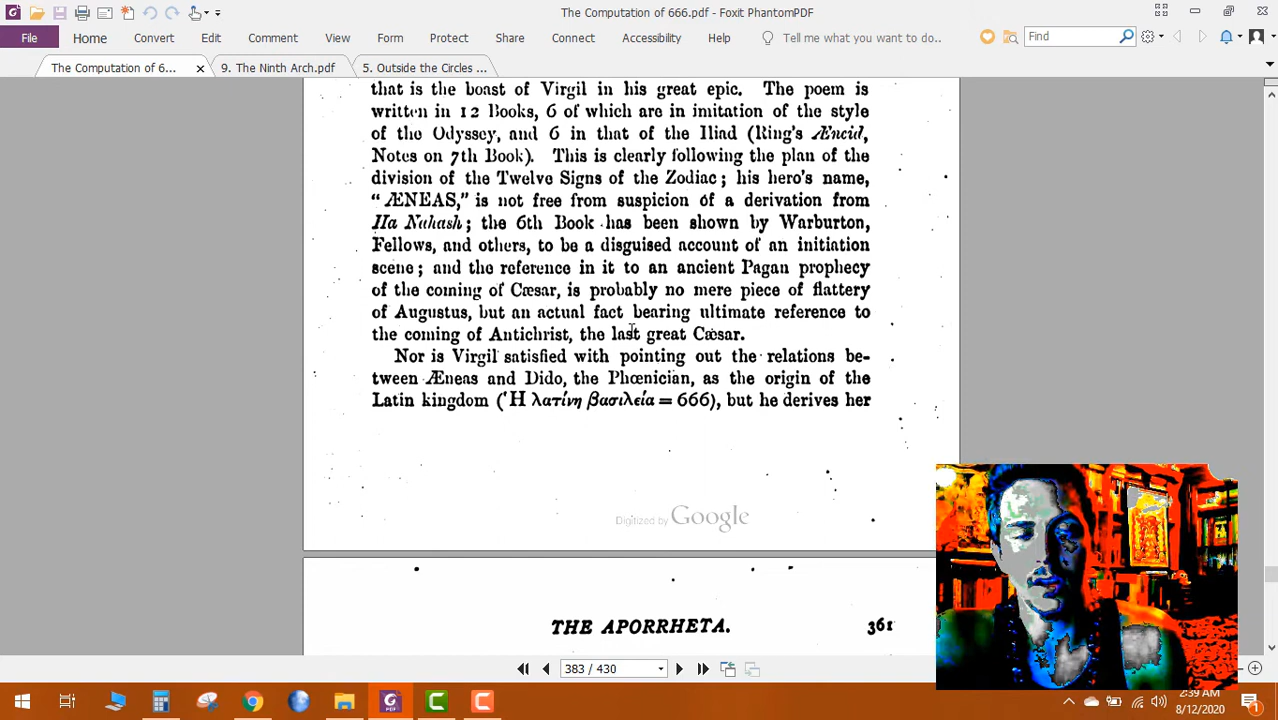 The Computation of 666.pdf - Foxit PhantomPDF
File Home Convert Edit Comment View Form Protect Share Connect Accessibility Help Tell me what you want to do.. Find
The Computation of 6... 9. The Ninth Arch.pdf 5. Outside the Circles ...
that is the boast of Virgil in his great epic. The poem is
written in 12 Books, 6 of which are in imitation of the style
of the Odyssey, and 6 in that of the Iliad (Ring's Æneid,
Notes on 7th Book). This is clearly following the plan of the
division of the Twelve Signs of the Zodiac; his hero's name,
"ÆNEAS," is not free from suspicion of a derivation from
Ha Nahash; the 6th Book has been shown by Warburton,
Fellows, and others, to be a disguised account of an initiation
scene; and the reference in it to an ancient Pagan prophecy
of the coming of Cæsar, is probably no mere piece of flattery
of Augustus, but an actual fact bearing ultimate reference to
the coming of Antichrist, the last great Cæsar.
Nor is Virgil satisfied with pointing out the relations be-
tween Æneas and Dido, the Phœnician, as the origin of the
Latin kingdom (Ἡ λατίνη βασιλεία = 666), but he derives her
Digitized by Google
THE APORRHETA. 361
383 / 430
2:39 AM
8/12/2020